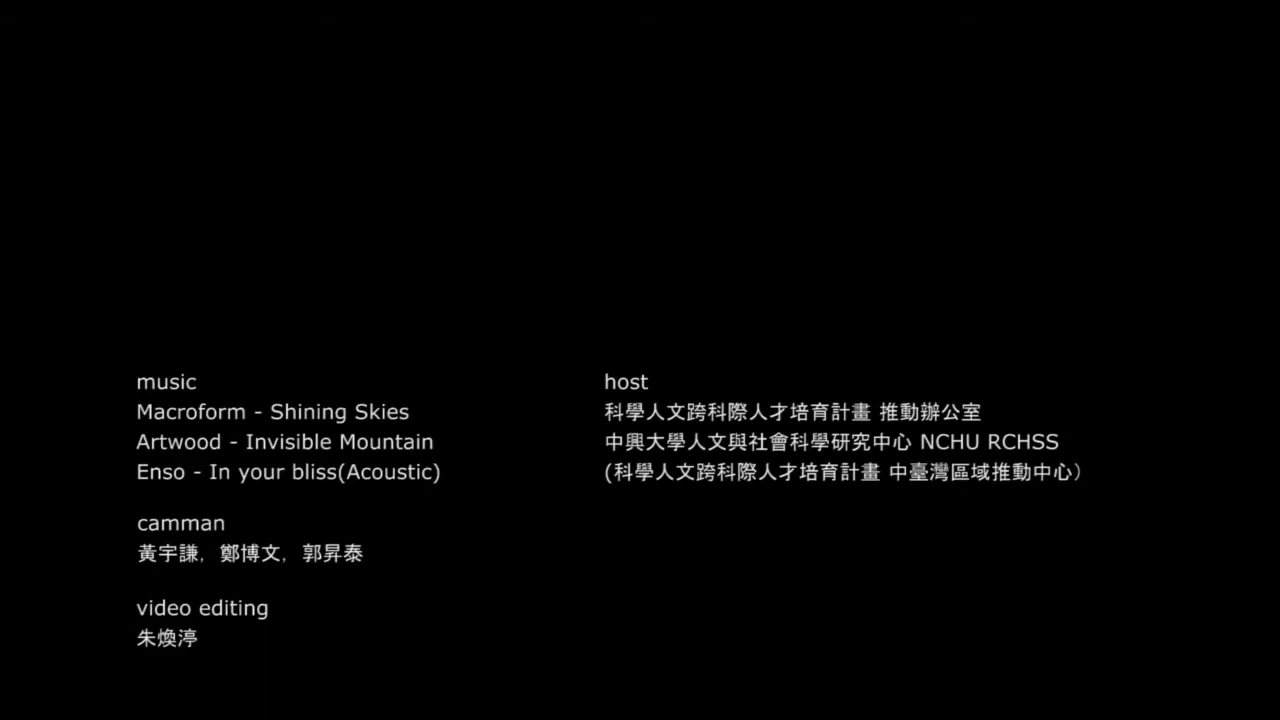 music
Macroform - Shining Skies
Artwood - Invisible Mountain
Enso - In your bliss(Acoustic)
camman
黃宇謙, 鄭博文, 郭昇泰
video editing
朱煥渟
host
科學人文跨科際人才培育計畫 推動辦公室
中興大學人文與社會科學研究中心 NCHU RCHSS
(科學人文跨科際人才培育計畫 中臺灣區域推動中心）